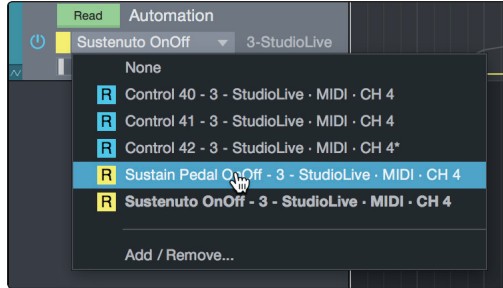 Read Automation
Sustenuto OnOff 3-StudioLive
None
R Control 40 - 3 - StudioLive · MIDI · CH 4
R Control 41 - 3 - StudioLive · MIDI · CH 4
R Control 42 - 3 - StudioLive · MIDI · CH 4*
R Sustain Pedal OnOff - 3 - StudioLive · MIDI · CH 4
R Sustenuto OnOff - 3 - StudioLive · MIDI · CH 4
Add / Remove...